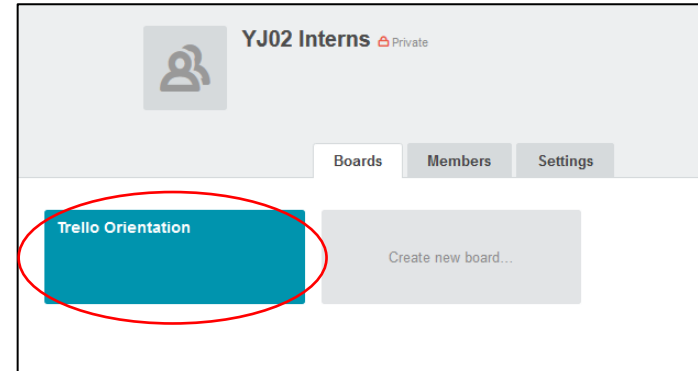 YJ02 Interns Private
Boards Members Settings
Trello Orientation
Create new board...